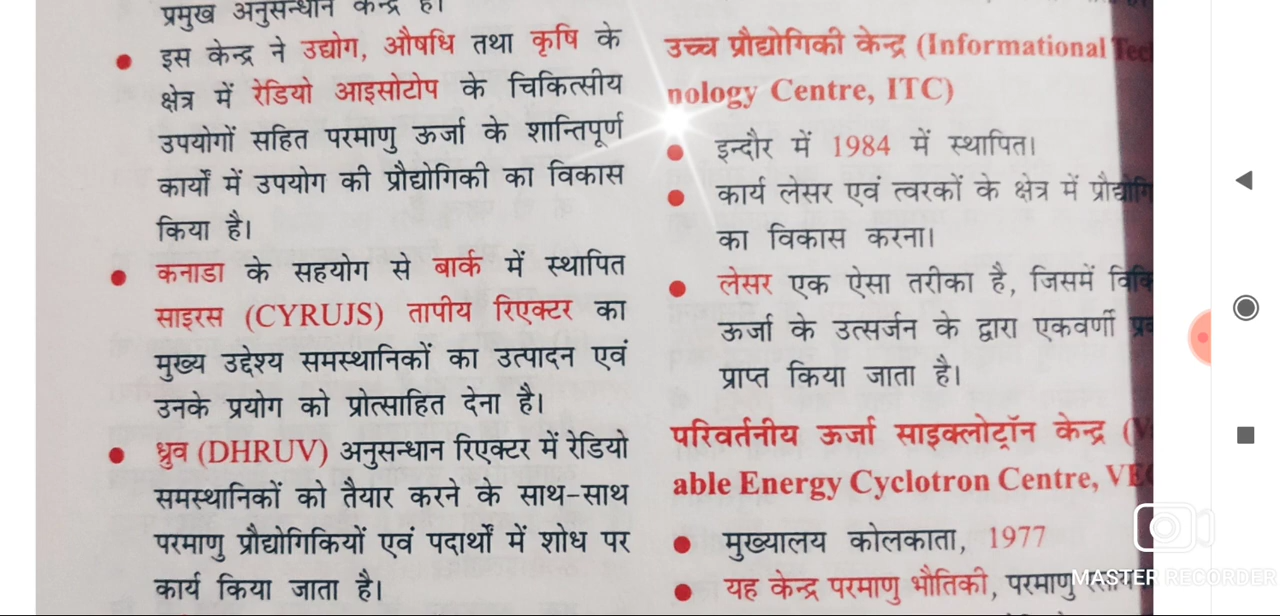 प्रमुख अनुसन्धान केन्द्र है।
इस केन्द्र ने उद्योग, औषधि तथा कृषि के
क्षेत्र में रेडियो आइसोटोप के चिकित्सीय
उपयोगों सहित परमाणु ऊर्जा के शान्तिपूर्ण
कार्यों में उपयोग की प्रौद्योगिकी का विकास
किया है।
कनाडा के सहयोग से बार्क में स्थापित
साइरस (CYRUJS) तापीय रिएक्टर का
मुख्य उद्देश्य समस्थानिकों का उत्पादन एवं
उनके प्रयोग को प्रोत्साहित देना है।
ध्रुव (DHRUV) अनुसन्धान रिएक्टर में रेडियो
समस्थानिकों को तैयार करने के साथ-साथ
परमाणु प्रौद्योगिकियों एवं पदार्थों में शोध पर
कार्य किया जाता है।
उच्च प्रौद्योगिकी केन्द्र (Informational Tec
nology Centre, ITC)
इन्दौर में 1984 में स्थापित।
कार्य लेसर एवं त्वरकों के क्षेत्र में प्रौद्योगि
का विकास करना।
लेसर एक ऐसा तरीका है, जिसमें
ऊर्जा के उत्सर्जन के द्वारा एकवर्णी
प्राप्त किया जाता है।
परिवर्तनीय ऊर्जा साइक्लोट्रॉन केन्द्र
able Energy Cyclotron Centre, VEC
मुख्यालय कोलकाता, 1977
यह केन्द्र परमाणु भौतिकी, परमाणु
MASTER RECORDER